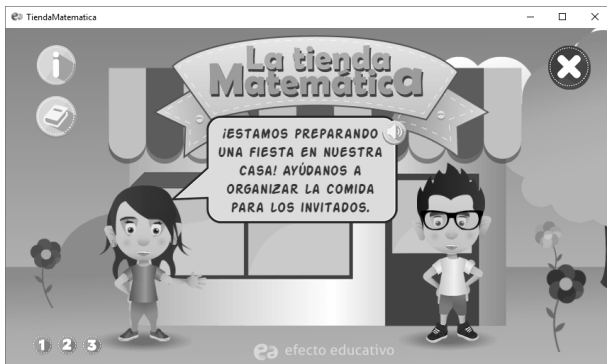 TiendaMatematica
La tienda
Matemática
¡ESTAMOS PREPARANDO
UNA FIESTA EN NUESTRA
CASA! AYÚDANOS A
ORGANIZAR LA COMIDA
PARA LOS INVITADOS.
1 2 3
ea efecto educativo